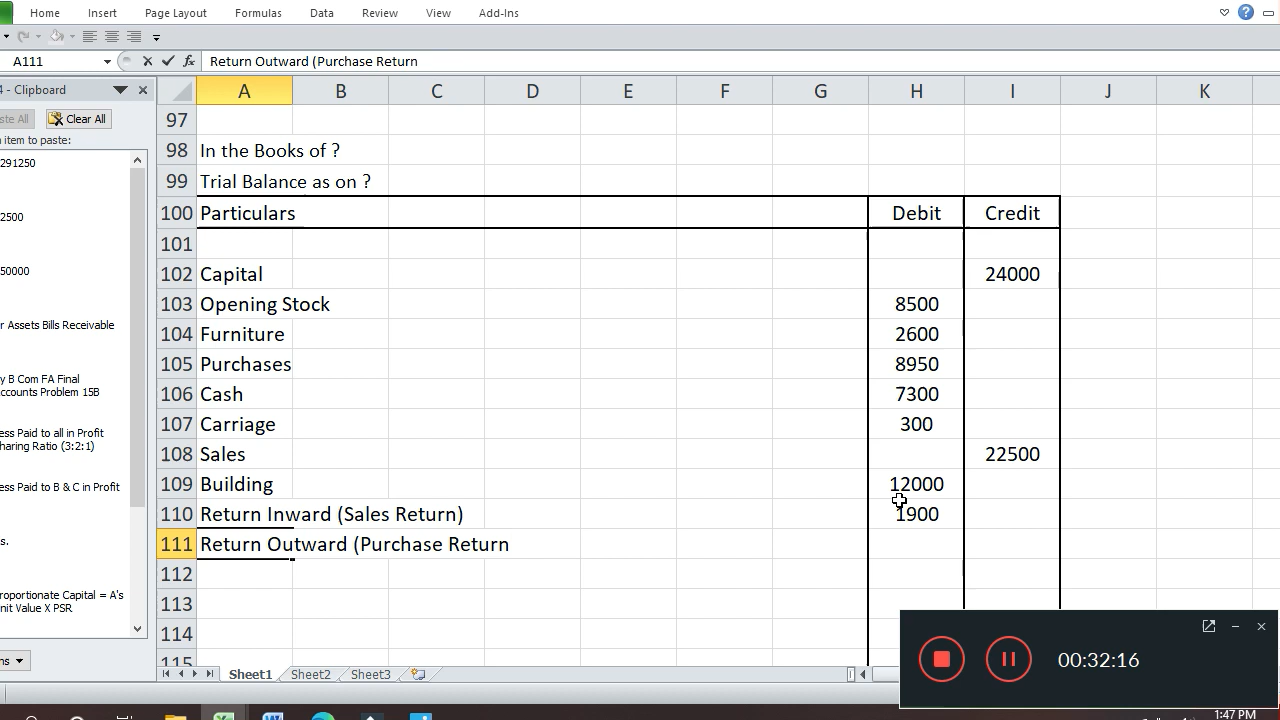 Home Insert Page Layout Formulas Data Review View Add-Ins
A111 fx Return Outward (Purchase Return
4 - Clipboard A B C D E F G H I J K
ste All Clear All
n item to paste:
291250
2500
50000
r Assets Bills Receivable
y B Com FA Final
ccounts Problem 15B
ess Paid to all in Profit
haring Ratio (3:2:1)
ess Paid to B & C in Profit
s.
roportionate Capital = A's
nit Value X PSR
ns
97
98 In the Books of ?
99 Trial Balance as on ?
100 Particulars Debit Credit
101
102 Capital 24000
103 Opening Stock 8500
104 Furniture 2600
105 Purchases 8950
106 Cash 7300
107 Carriage 300
108 Sales 22500
109 Building 12000
110 Return Inward (Sales Return) 1900
111 Return Outward (Purchase Return
112
113
114
115
00:32:16
Sheet1 Sheet2 Sheet3
1:47 PM